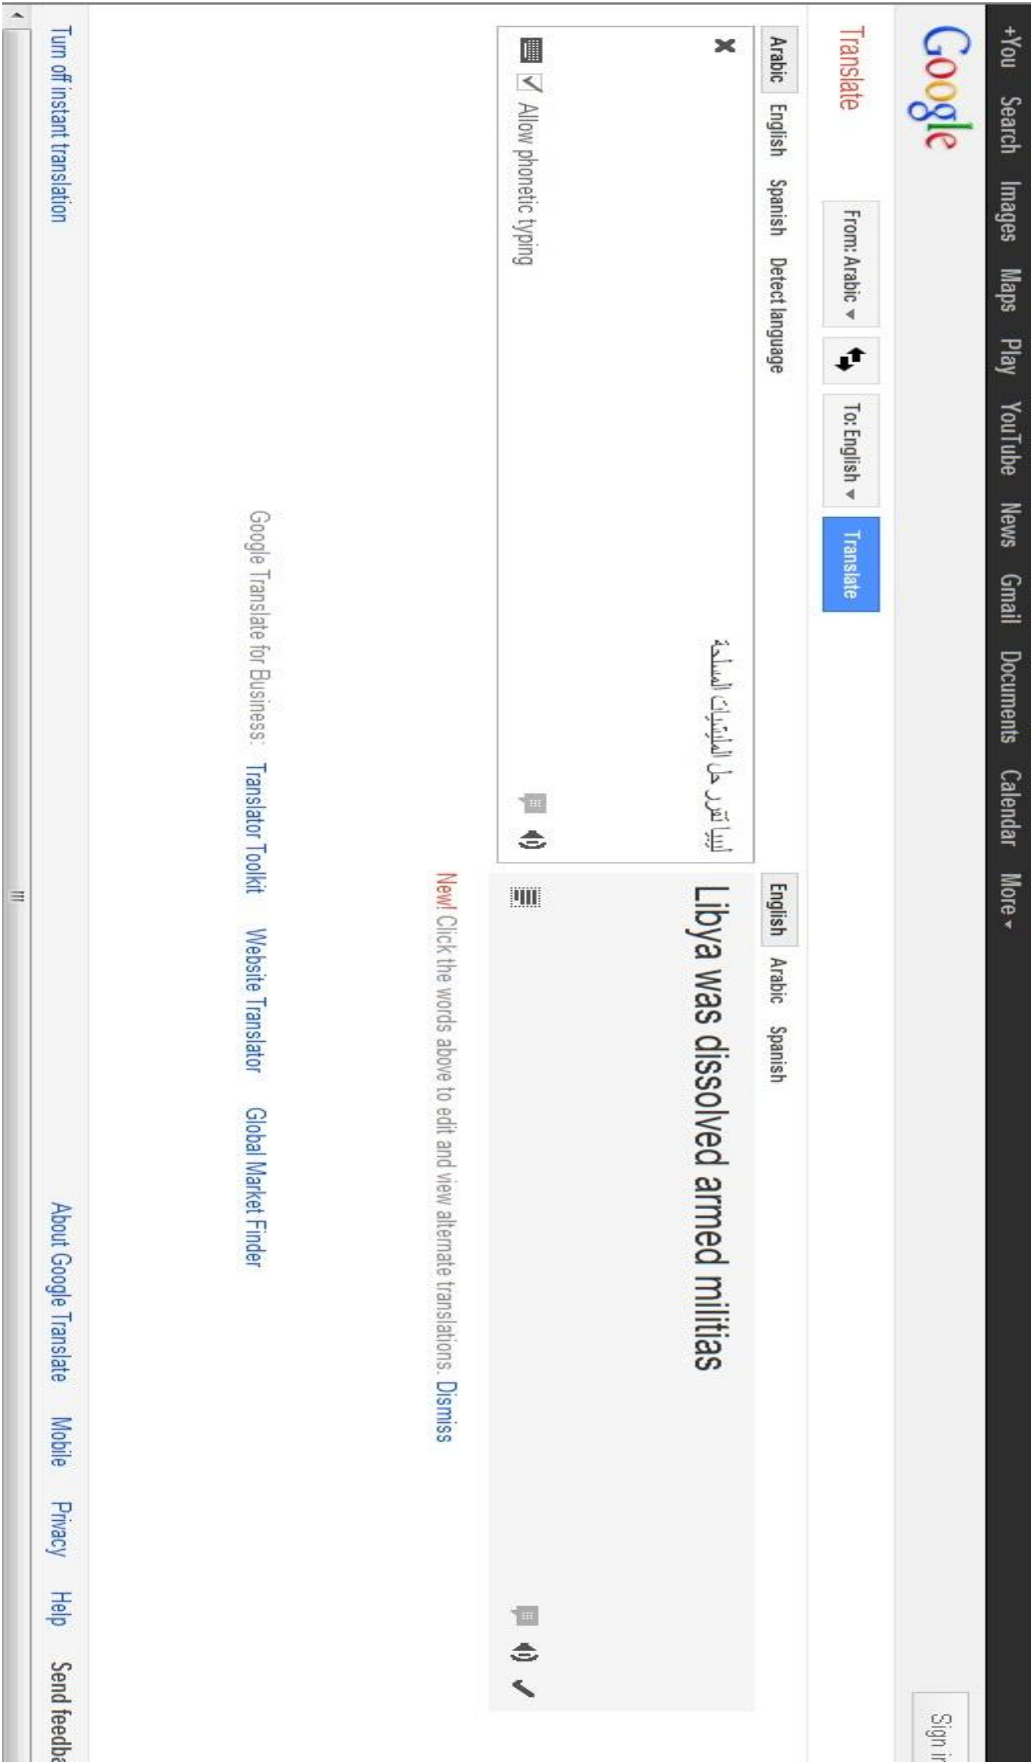 +You Search Images Maps Play YouTube News Gmail Documents Calendar More
Google
Sign in
Translate From: Arabic To: English Translate
Arabic English Spanish Detect language
English Arabic Spanish
ليبيا تقرر حل المليشيات المسلحة
Libya was dissolved armed militias
Allow phonetic typing
New! Click the words above to edit and view alternate translations. Dismiss
Google Translate for Business: Translator Toolkit Website Translator Global Market Finder
Turn off instant translation About Google Translate Mobile Privacy Help Send feedba